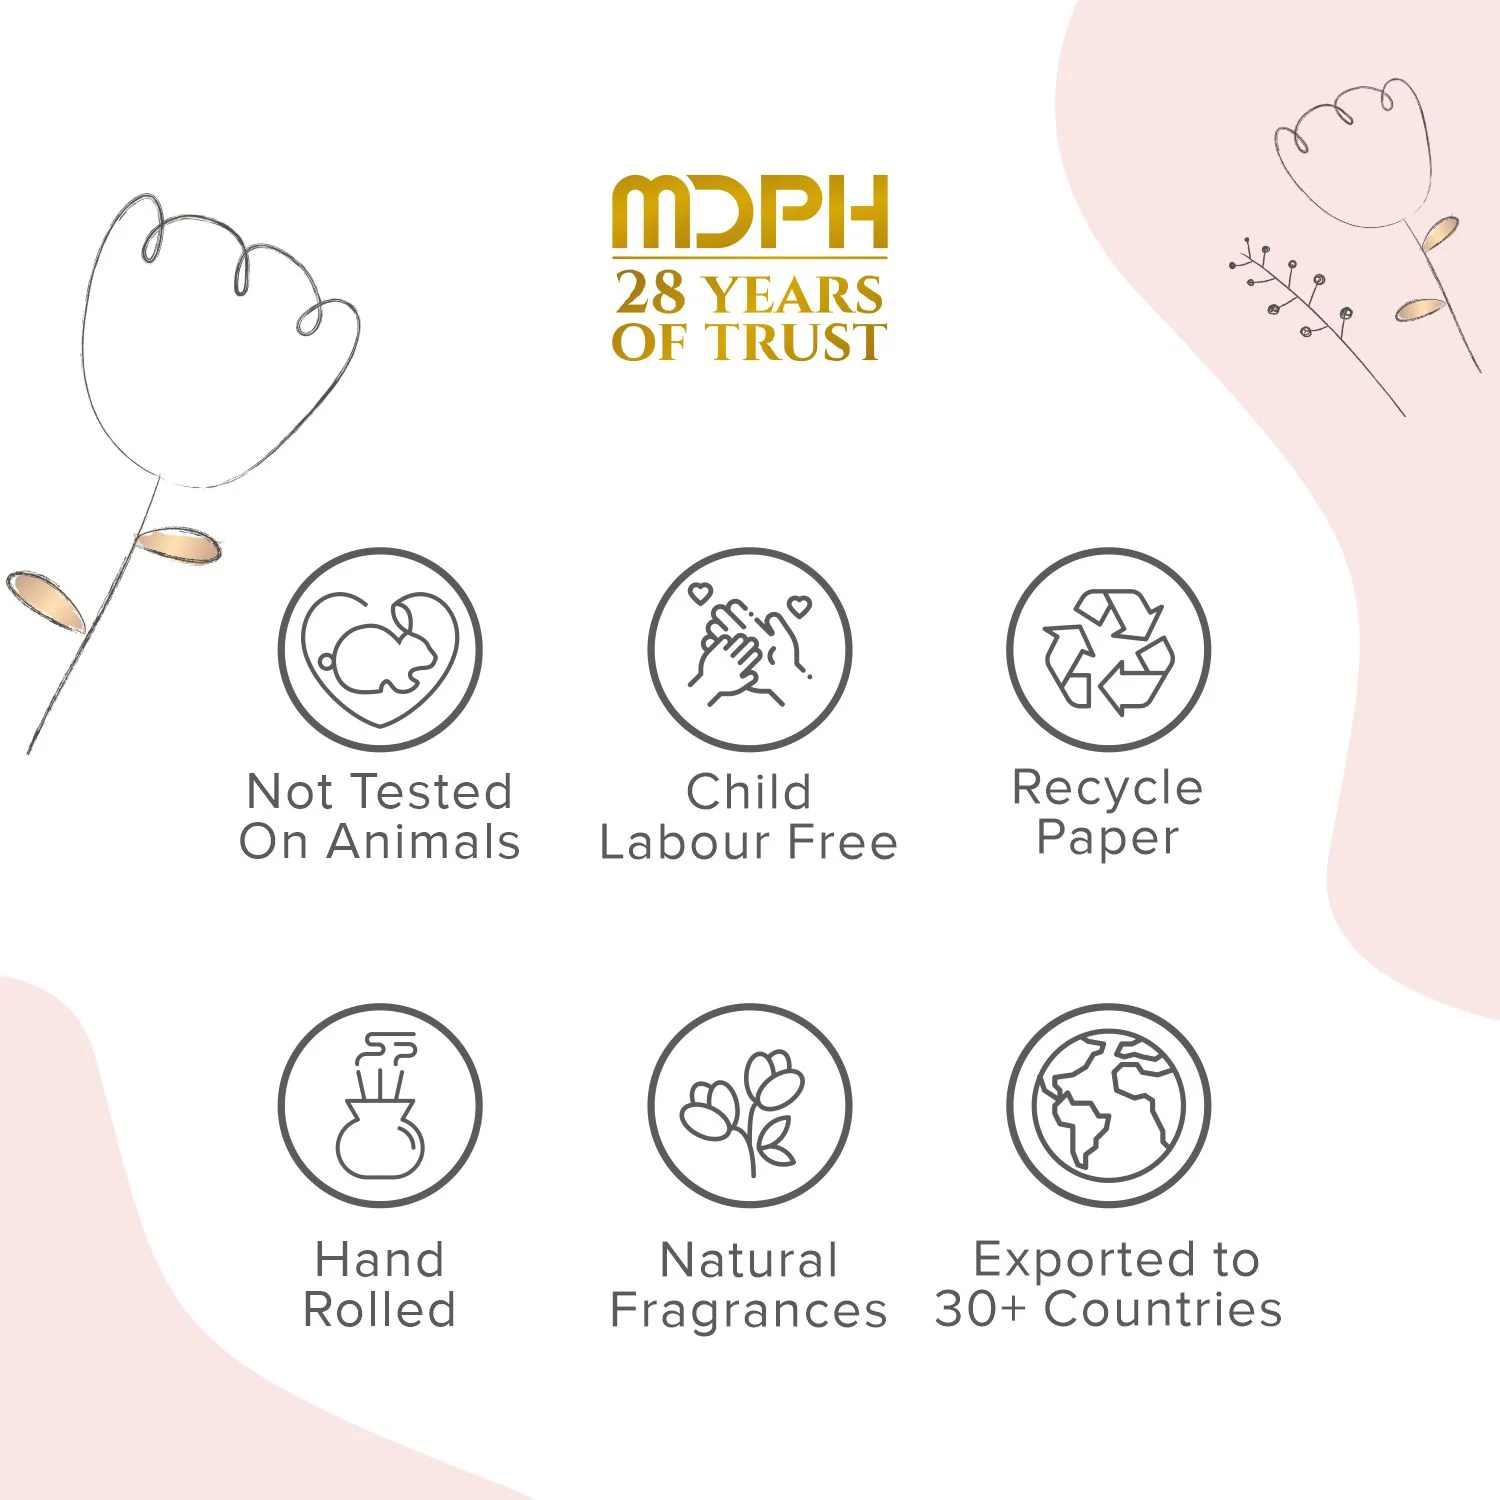 MDPH
28 YEARS
OF TRUST
Not Tested
On Animals
Child
Labour Free
Recycle
Paper
Hand
Rolled
Natural
Fragrances
Exported to
30+ Countries